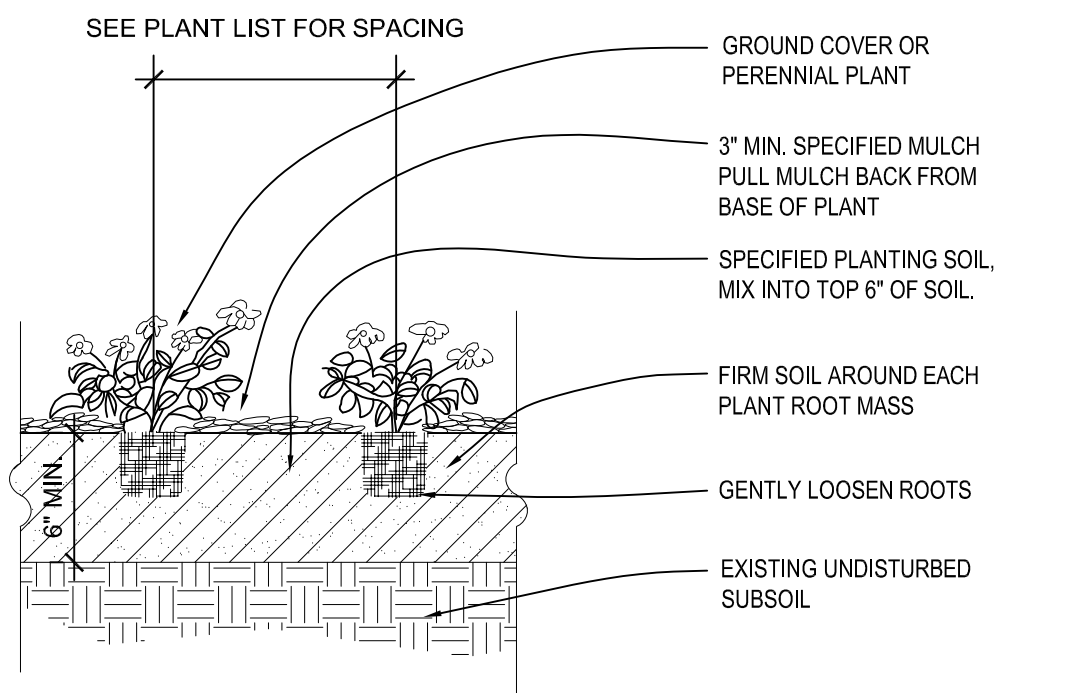 SEE PLANT LIST FOR SPACING
GROUND COVER OR
PERENNIAL PLANT
3" MIN. SPECIFIED MULCH
PULL MULCH BACK FROM
BASE OF PLANT
SPECIFIED PLANTING SOIL,
MIX INTO TOP 6" OF SOIL.
FIRM SOIL AROUND EACH
PLANT ROOT MASS
GENTLY LOOSEN ROOTS
EXISTING UNDISTURBED
SUBSOIL
6" MIN.